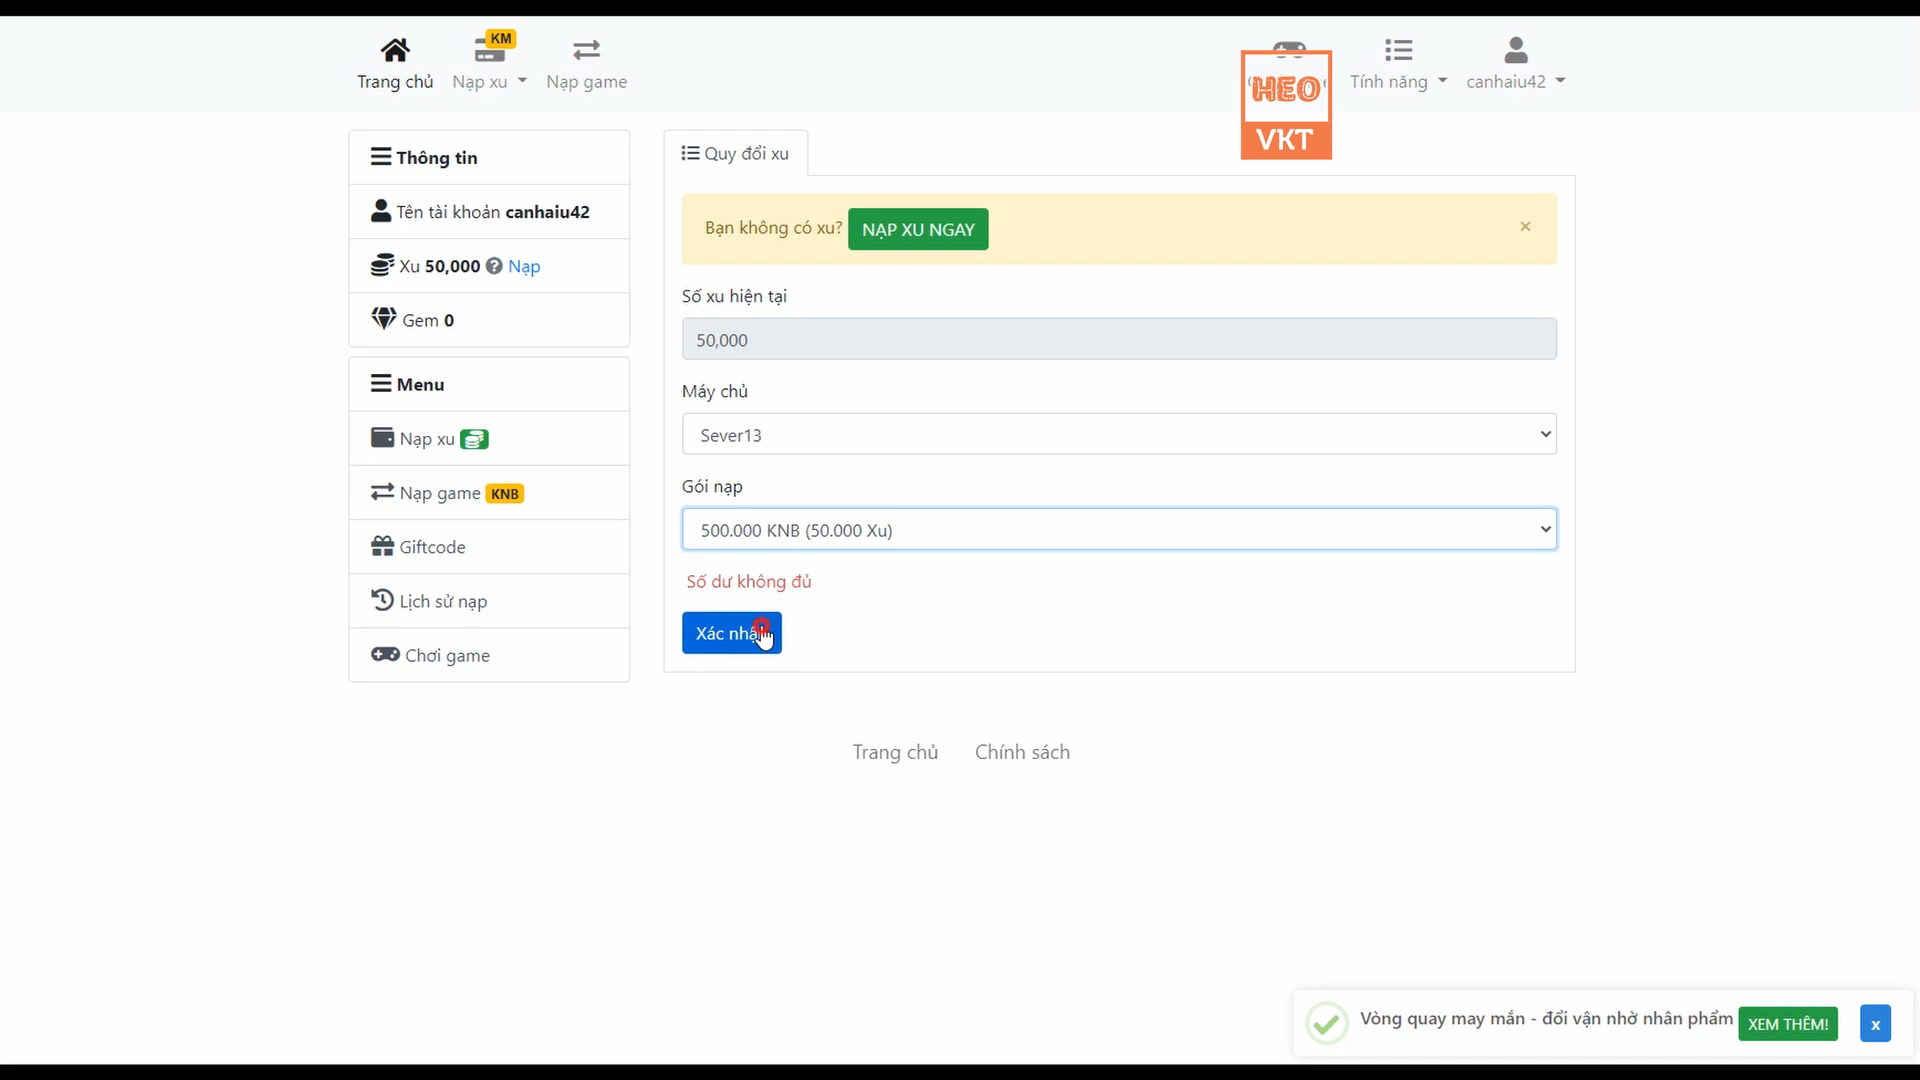 KM
Trang chủ
Nạp xu
Nạp game
Tính năng
canhaiu42
HEO
VKT
Thông tin
Tên tài khoản canhaiu42
Xu 50,000 Nạp
Gem 0
Menu
Nạp xu
Nạp game KNB
Giftcode
Lịch sử nạp
Chơi game
Quy đổi xu
Bạn không có xu? NẠP XU NGAY ×
Số xu hiện tại
50,000
Máy chủ
Sever13
Gói nạp
500.000 KNB (50.000 Xu)
Số dư không đủ
Xác nhận
Trang chủ Chính sách
Vòng quay may mắn - đổi vận nhờ nhân phẩm XEM THÊM! x